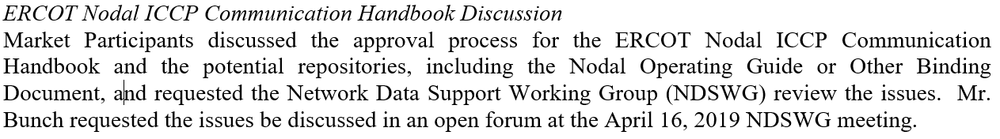 ERCOT Nodal ICCP Communication Handbook Discussion
Market Participants discussed the approval process for the ERCOT Nodal ICCP Communication
Handbook and the potential repositories, including the Nodal Operating Guide or Other Binding
Document, and requested the Network Data Support Working Group (NDSWG) review the issues.  Mr.
Bunch requested the issues be discussed in an open forum at the April 16, 2019 NDSWG meeting.